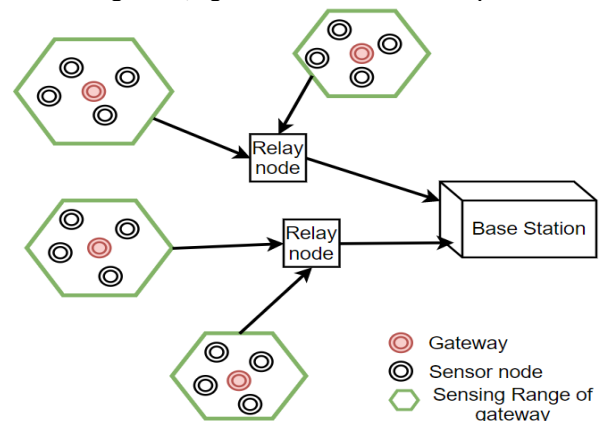 Relay
node
Relay
node
Base Station
Gateway
Sensor node
Sensing Range of
gateway